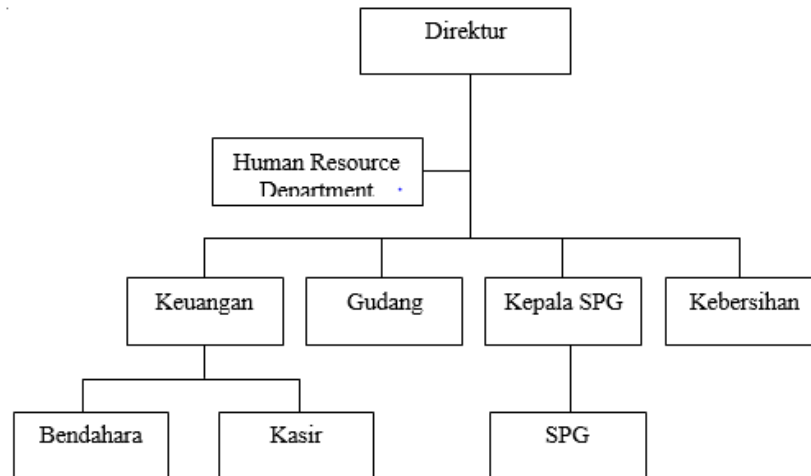 Direktur
Human Resource
Department
Keuangan
Gudang
Kepala SPG
Kebersihan
Bendahara
Kasir
SPG